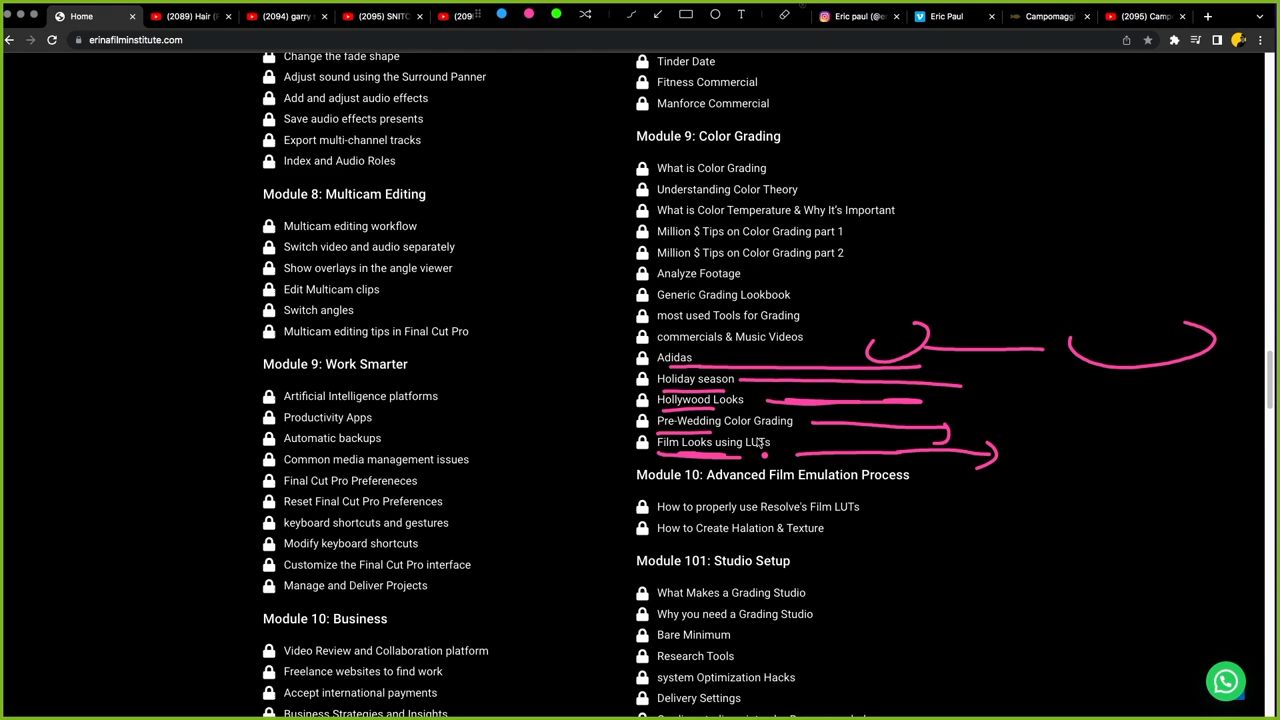 Home
(2089) Hair (
(2094) garry s
(2095) SNITC
(209
T
Eric paul (@e
Eric Paul
Campomaggi
(2095) Camp
erinafilminstitute.com
Change the fade shape
Adjust sound using the Surround Panner
Add and adjust audio effects
Save audio effects presents
Export multi-channel tracks
Index and Audio Roles
Module 8: Multicam Editing
Multicam editing workflow
Switch video and audio separately
Show overlays in the angle viewer
Edit Multicam clips
Switch angles
Multicam editing tips in Final Cut Pro
Module 9: Work Smarter
Artificial Intelligence platforms
Productivity Apps
Automatic backups
Common media management issues
Final Cut Pro Prefereneces
Reset Final Cut Pro Preferences
keyboard shortcuts and gestures
Modify keyboard shortcuts
Customize the Final Cut Pro interface
Manage and Deliver Projects
Module 10: Business
Video Review and Collaboration platform
Freelance websites to find work
Accept international payments
Business Strategies and Insights
Tinder Date
Fitness Commercial
Manforce Commercial
Module 9: Color Grading
What is Color Grading
Understanding Color Theory
What is Color Temperature & Why It's Important
Million $ Tips on Color Grading part 1
Million $ Tips on Color Grading part 2
Analyze Footage
Generic Grading Lookbook
most used Tools for Grading
commercials & Music Videos
Adidas
Holiday season
Hollywood Looks
Pre-Wedding Color Grading
Film Looks using LUTs
Module 10: Advanced Film Emulation Process
How to properly use Resolve's Film LUTs
How to Create Halation & Texture
Module 101: Studio Setup
What Makes a Grading Studio
Why you need a Grading Studio
Bare Minimum
Research Tools
system Optimization Hacks
Delivery Settings